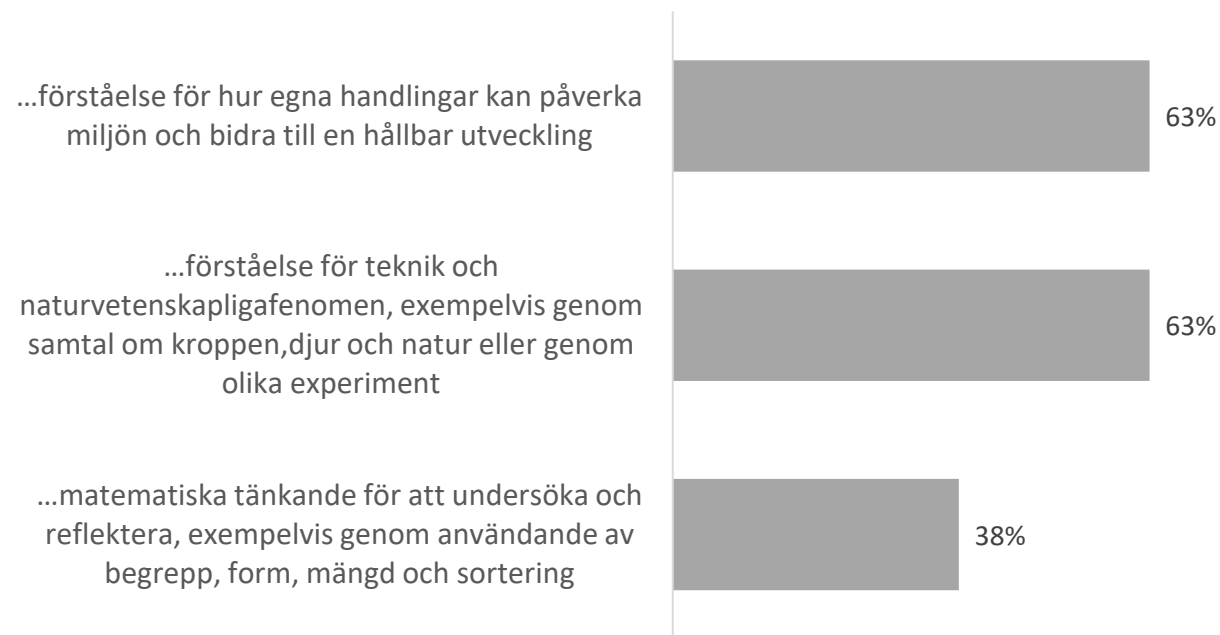 ...förståelse för hur egna handlingar kan påverka
miljön och bidra till en hållbar utveckling
63%
...förståelse för teknik och
naturvetenskapligafenomen, exempelvis genom
samtal om kroppen,djur och natur eller genom
olika experiment
63%
...matematiska tänkande för att undersöka och
reflektera, exempelvis genom användande av
begrepp, form, mängd och sortering
38%